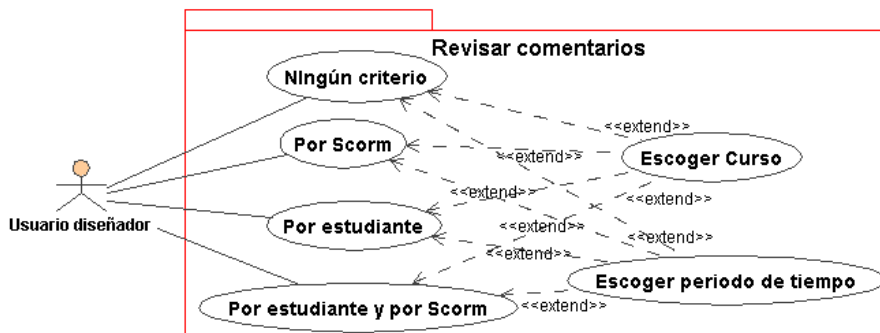 Revisar comentarios
NIngún criterio
<<extend>>
Por Scorm
Escoger Curso
<<extend>>
<<extend>>
<<extend>>
Usuario diseñador
Por estudiante
<<extend>>
<<extend>>
Escoger periodo de tiempo
Por estudiante y por Scorm
<<extend>>